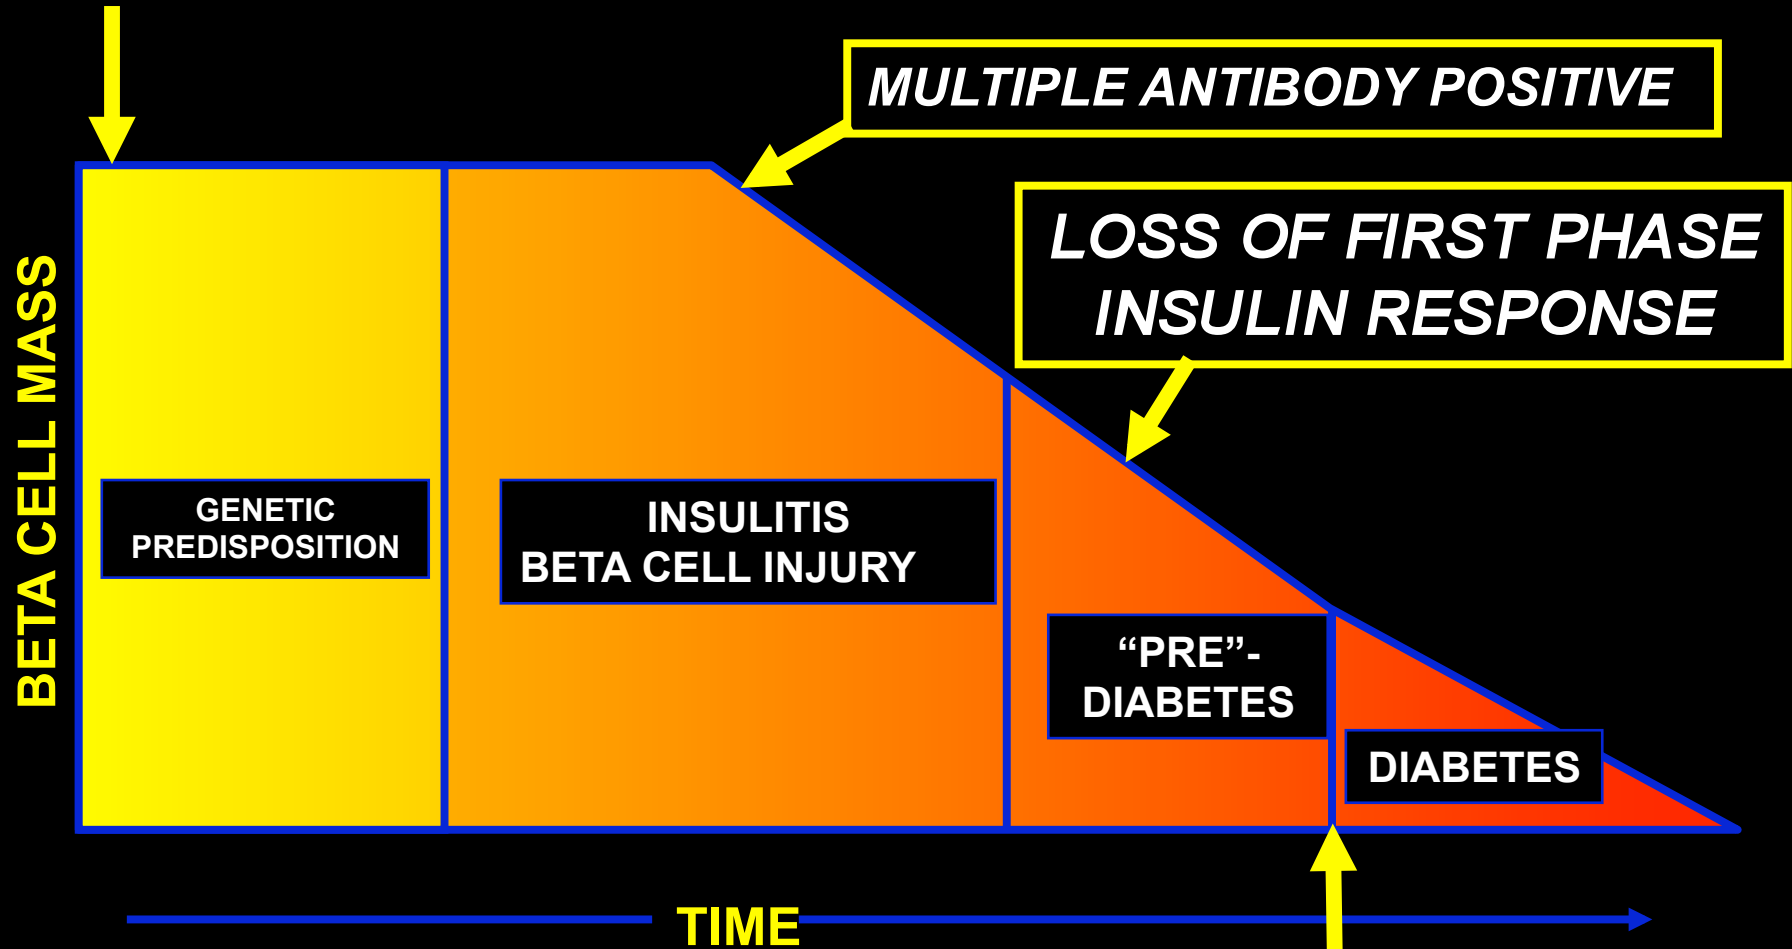 MULTIPLE ANTIBODY POSITIVE
LOSS OF FIRST PHASE
INSULIN RESPONSE
BETA CELL MASS
GENETIC
PREDISPOSITION
INSULITIS
BETA CELL INJURY
“PRE”-
DIABETES
DIABETES
TIME